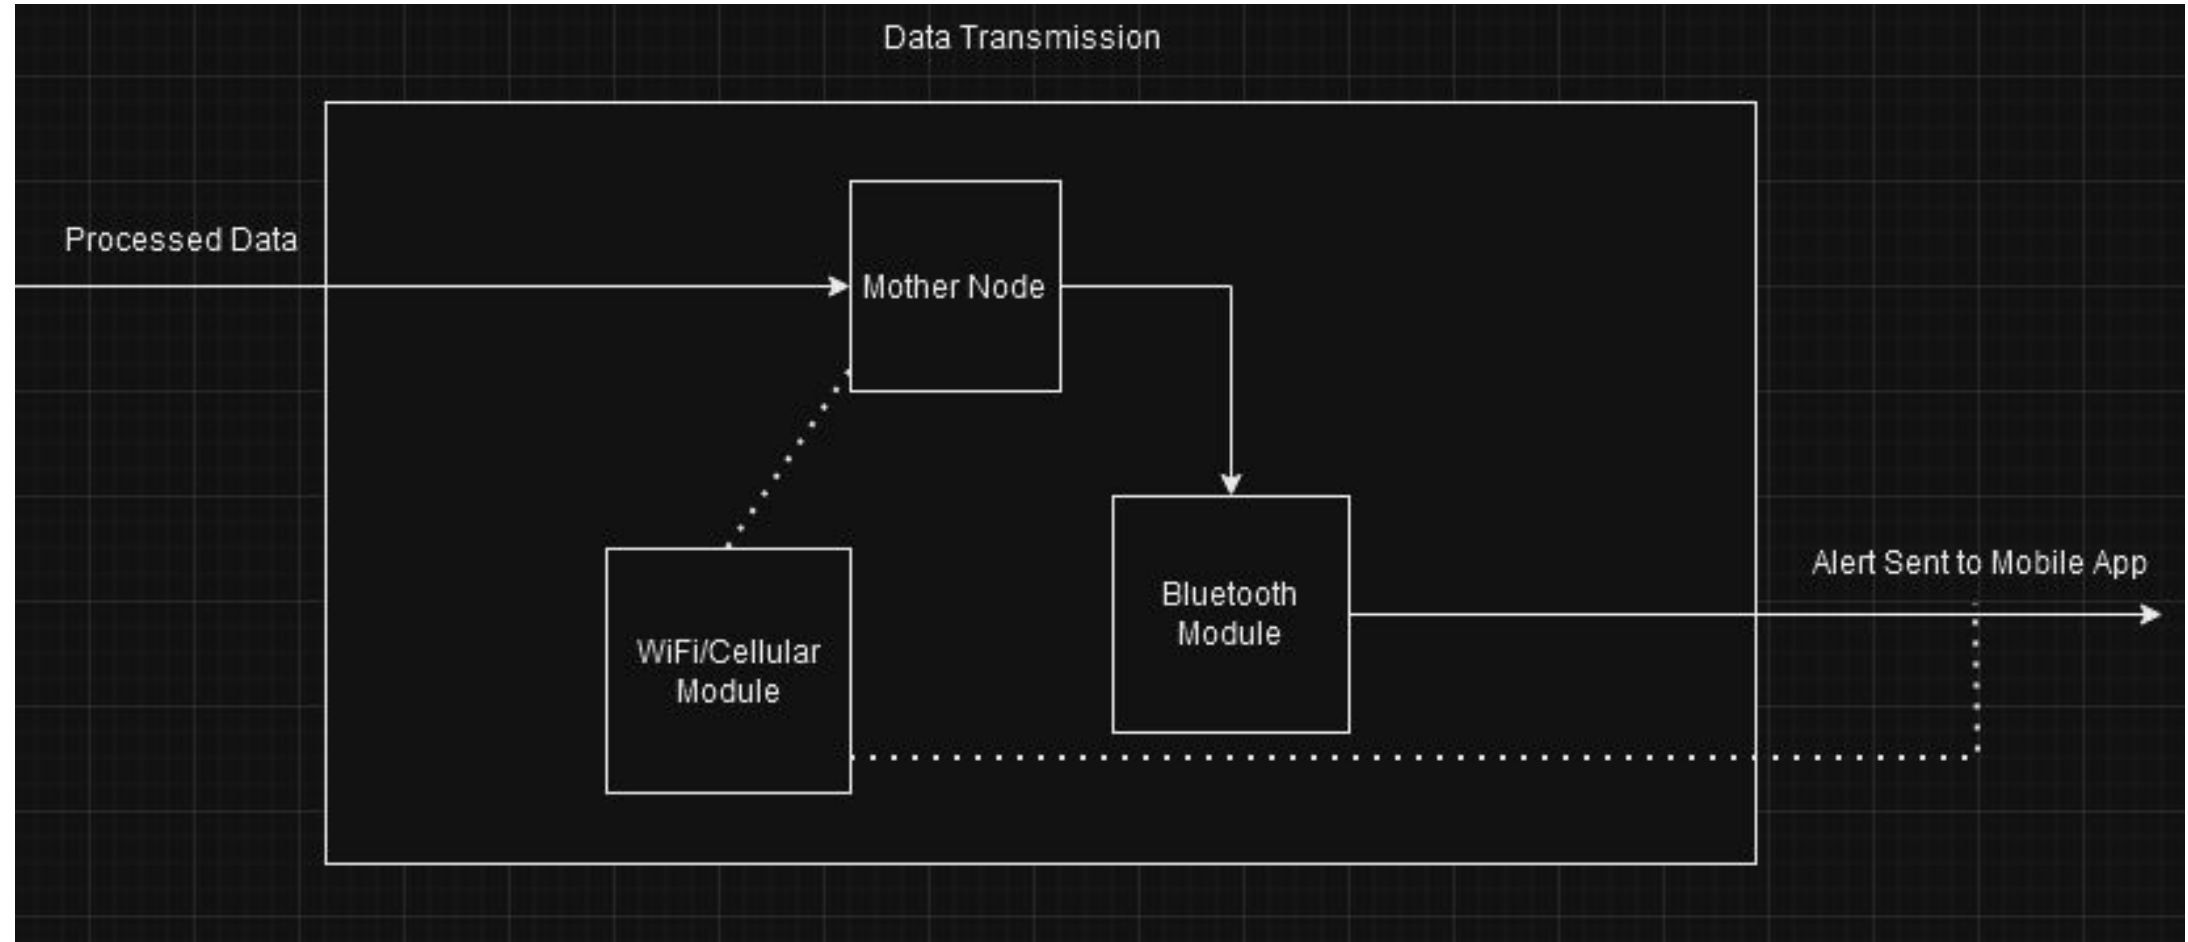 Data Transmission
Processed Data
Mother Node
Bluetooth
Module
Alert Sent to Mobile App
WiFi/Cellular
Module